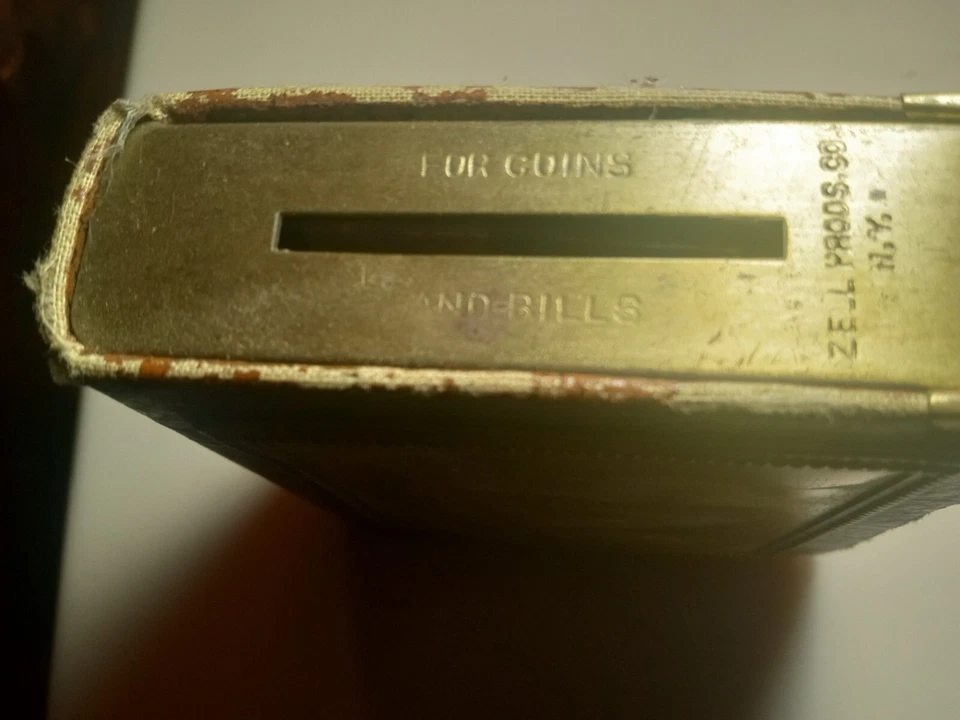 FOR COINS
AND BILLS
ZELL PRODS. CO.
N.Y.